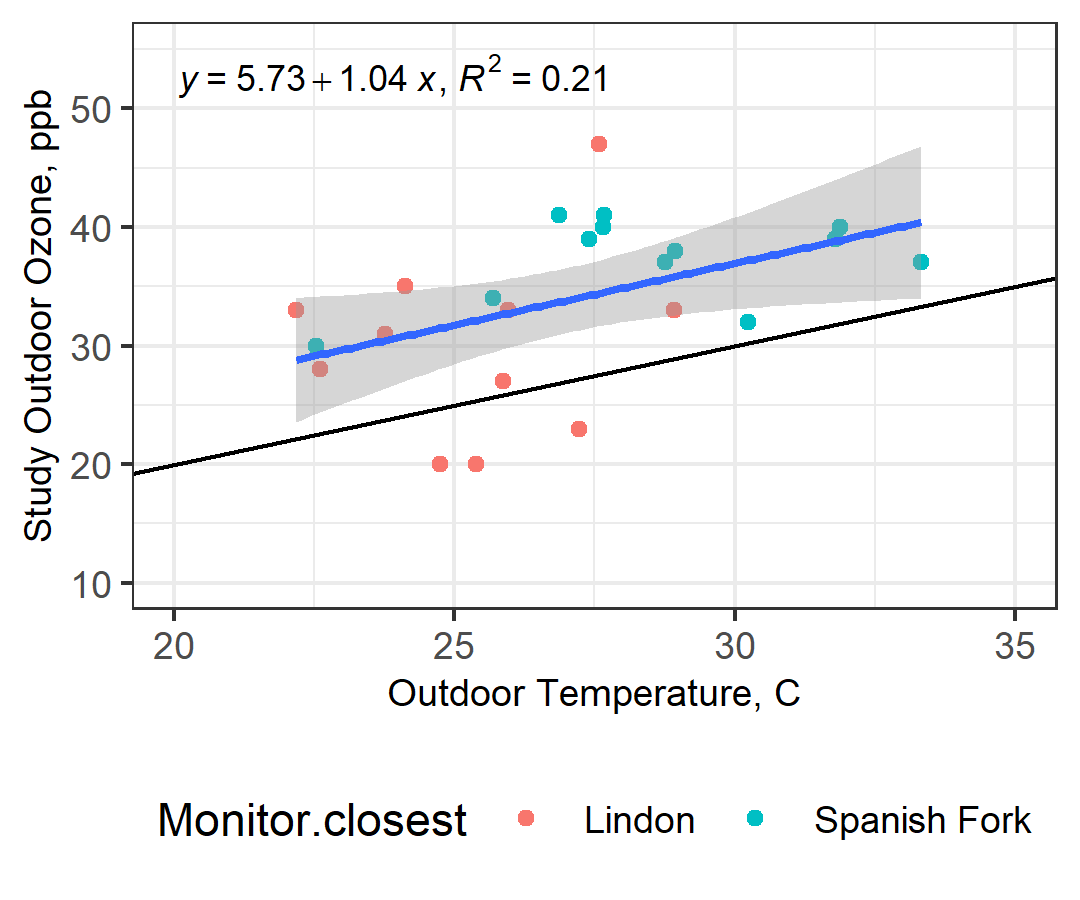 y = 5.73 + 1.04 x, R² = 0.21
Study Outdoor Ozone, ppb
50
40
30
20
10
20 25 30 35
Outdoor Temperature, C
Monitor.closest Lindon Spanish Fork